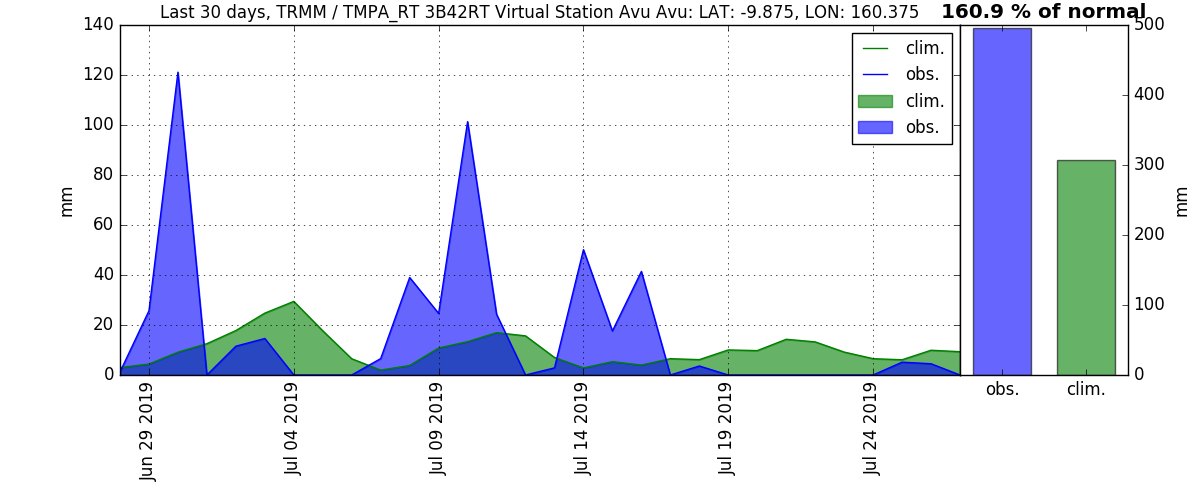 Last 30 days, TRMM / TMPA_RT 3B42RT Virtual Station Avu Avu: LAT: -9.875, LON: 160.375
160.9 % of normal
140
120
100
80
60
40
20
0
mm
Jun 29 2019
Jul 04 2019
Jul 09 2019
Jul 14 2019
Jul 19 2019
Jul 24 2019
clim.
obs.
clim.
obs.
500
400
300
200
100
0
mm
obs.
clim.